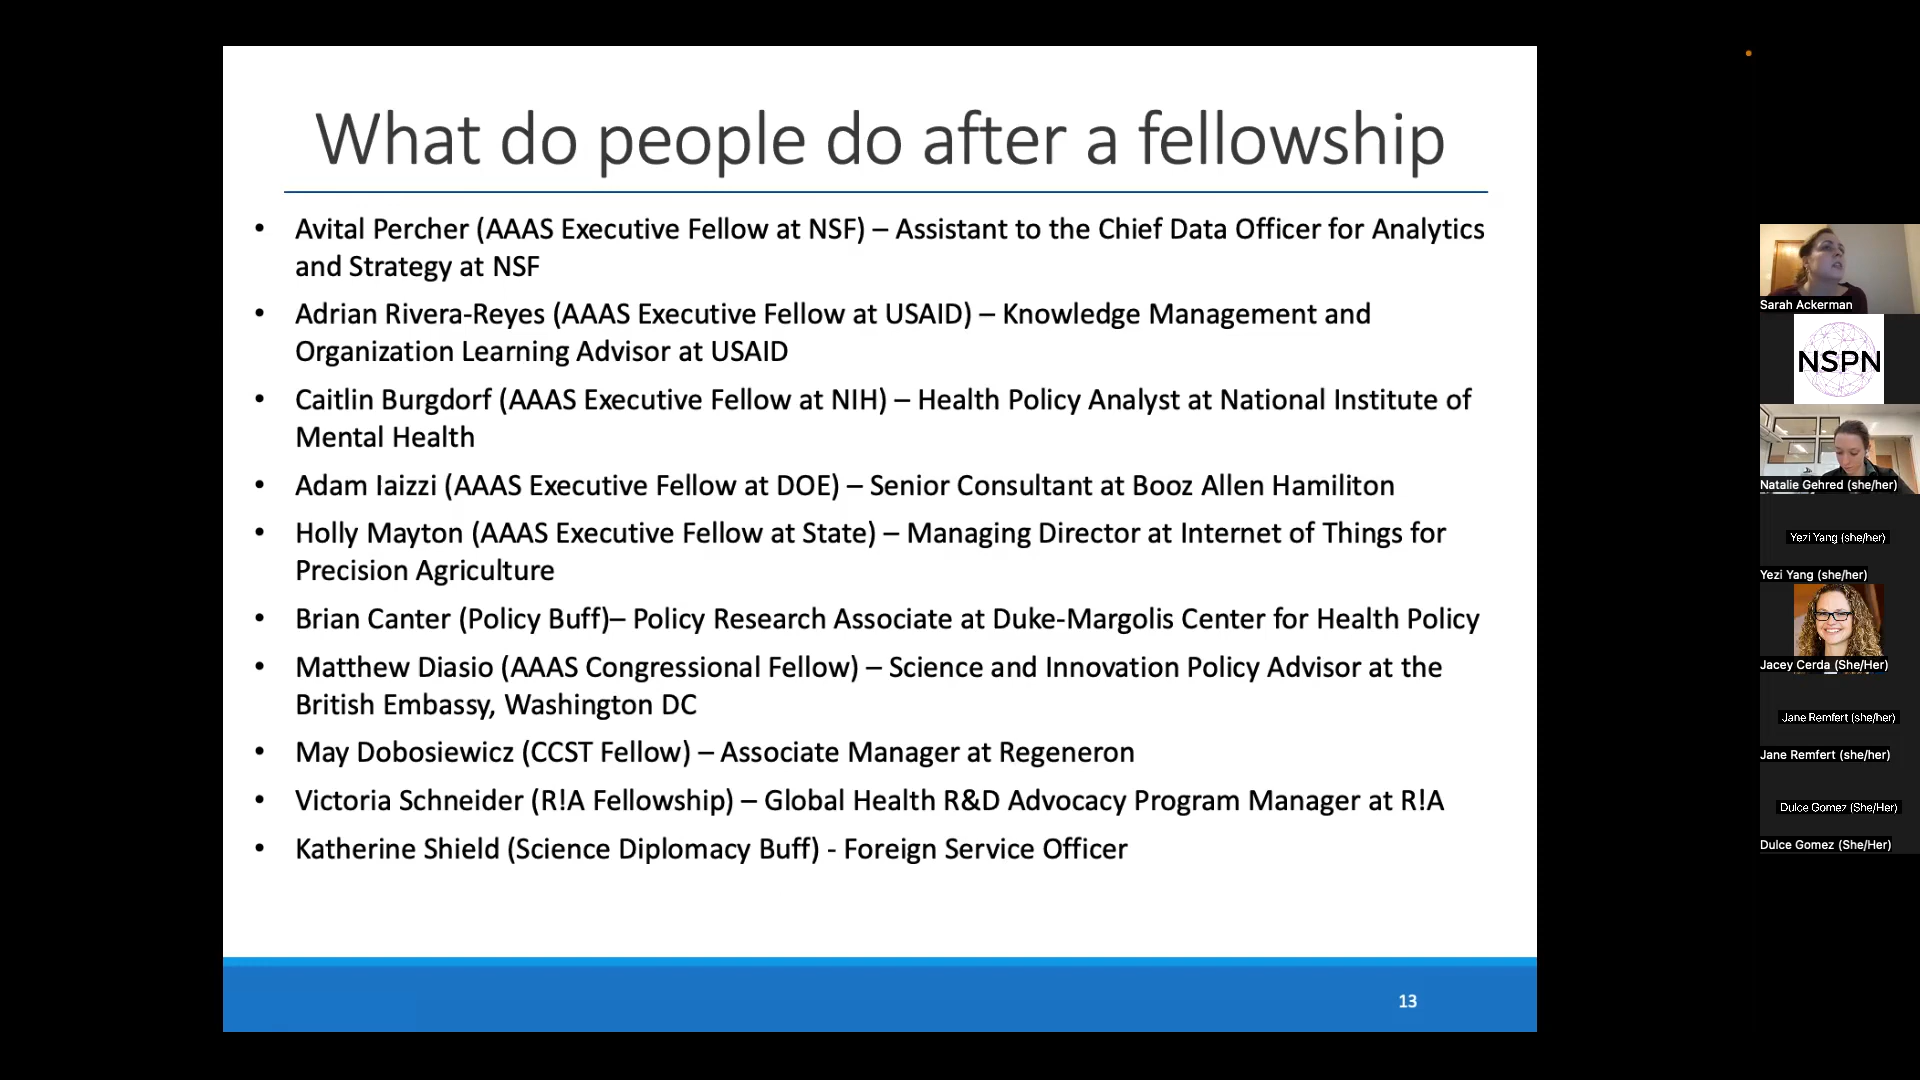 What do people do after a fellowship
• Avital Percher (AAAS Executive Fellow at NSF) – Assistant to the Chief Data Officer for Analytics
and Strategy at NSF
• Adrian Rivera-Reyes (AAAS Executive Fellow at USAID) – Knowledge Management and
Organization Learning Advisor at USAID
• Caitlin Burgdorf (AAAS Executive Fellow at NIH) – Health Policy Analyst at National Institute of
Mental Health
• Adam Iaizzi (AAAS Executive Fellow at DOE) – Senior Consultant at Booz Allen Hamiliton
• Holly Mayton (AAAS Executive Fellow at State) – Managing Director at Internet of Things for
Precision Agriculture
• Brian Canter (Policy Buff)– Policy Research Associate at Duke-Margolis Center for Health Policy
• Matthew Diasio (AAAS Congressional Fellow) – Science and Innovation Policy Advisor at the
British Embassy, Washington DC
• May Dobosiewicz (CCST Fellow) – Associate Manager at Regeneron
• Victoria Schneider (R!A Fellowship) – Global Health R&D Advocacy Program Manager at R!A
• Katherine Shield (Science Diplomacy Buff) - Foreign Service Officer
13
Sarah Ackerman
NSPN
Natalie Gehred (she/her)
Yezi Yang (she/her)
Yezi Yang (she/her)
Jacey Cerda (She/Her)
Jane Remfert (she/her)
Jane Remfert (she/her)
Dulce Gomez (She/Her)
Dulce Gomez (She/Her)